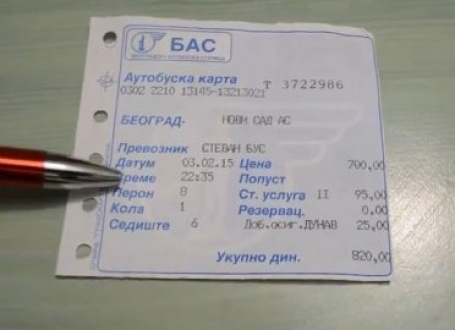 БАС
Аутобуска карта Т 3722986
0302 2210 13145-13213021
БЕОГРАД- НОВИ САД АС
Превозник СТЕВАН БУС
Датум 03.02.15 Цена 700,00
Време 22:35 Попуст
Перон 8 Ст. услуга II 95,00
Кола 1 Резервац. 0.00
Седиште 6 Доб.осиг.ДУНАВ 25,00
Укупно дин. 820,00